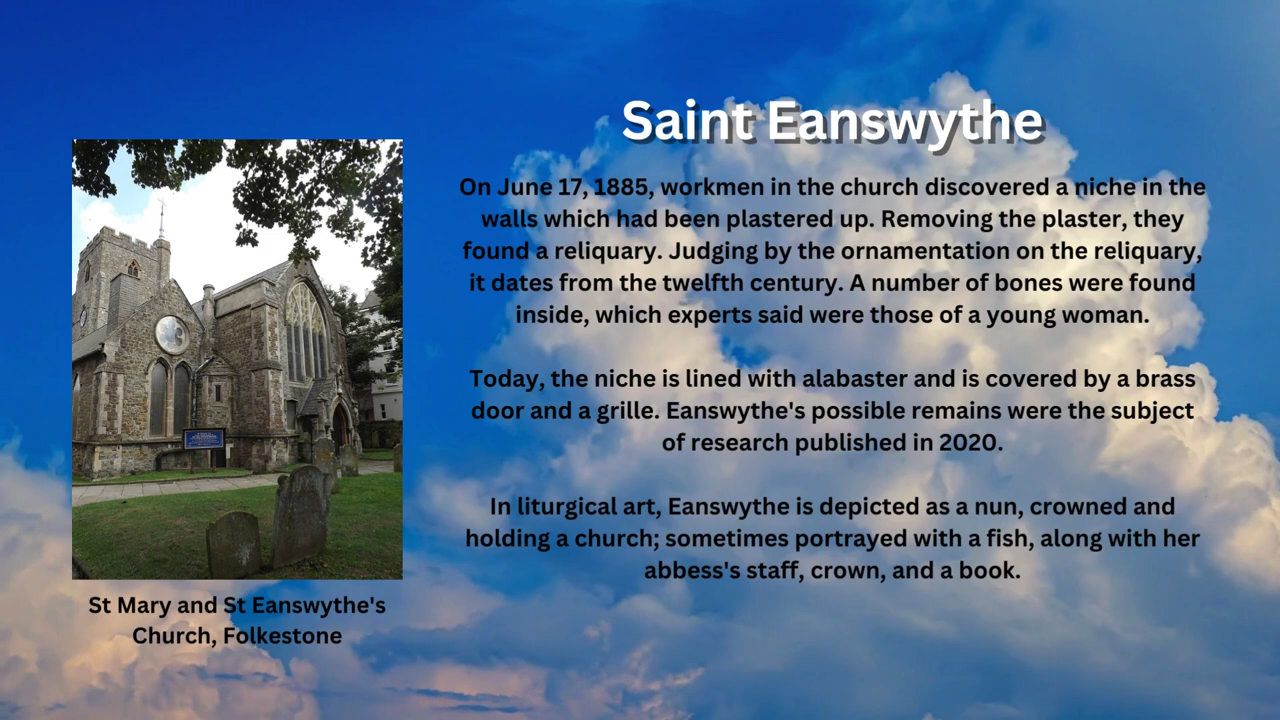 Saint Eanswythe
On June 17, 1885, workmen in the church discovered a niche in the
walls which had been plastered up. Removing the plaster, they
found a reliquary. Judging by the ornamentation on the reliquary,
it dates from the twelfth century. A number of bones were found
inside, which experts said were those of a young woman.
Today, the niche is lined with alabaster and is covered by a brass
door and a grille. Eanswythe's possible remains were the subject
of research published in 2020.
In liturgical art, Eanswythe is depicted as a nun, crowned and
holding a church; sometimes portrayed with a fish, along with her
abbess's staff, crown, and a book.
St Mary and St Eanswythe's
Church, Folkestone